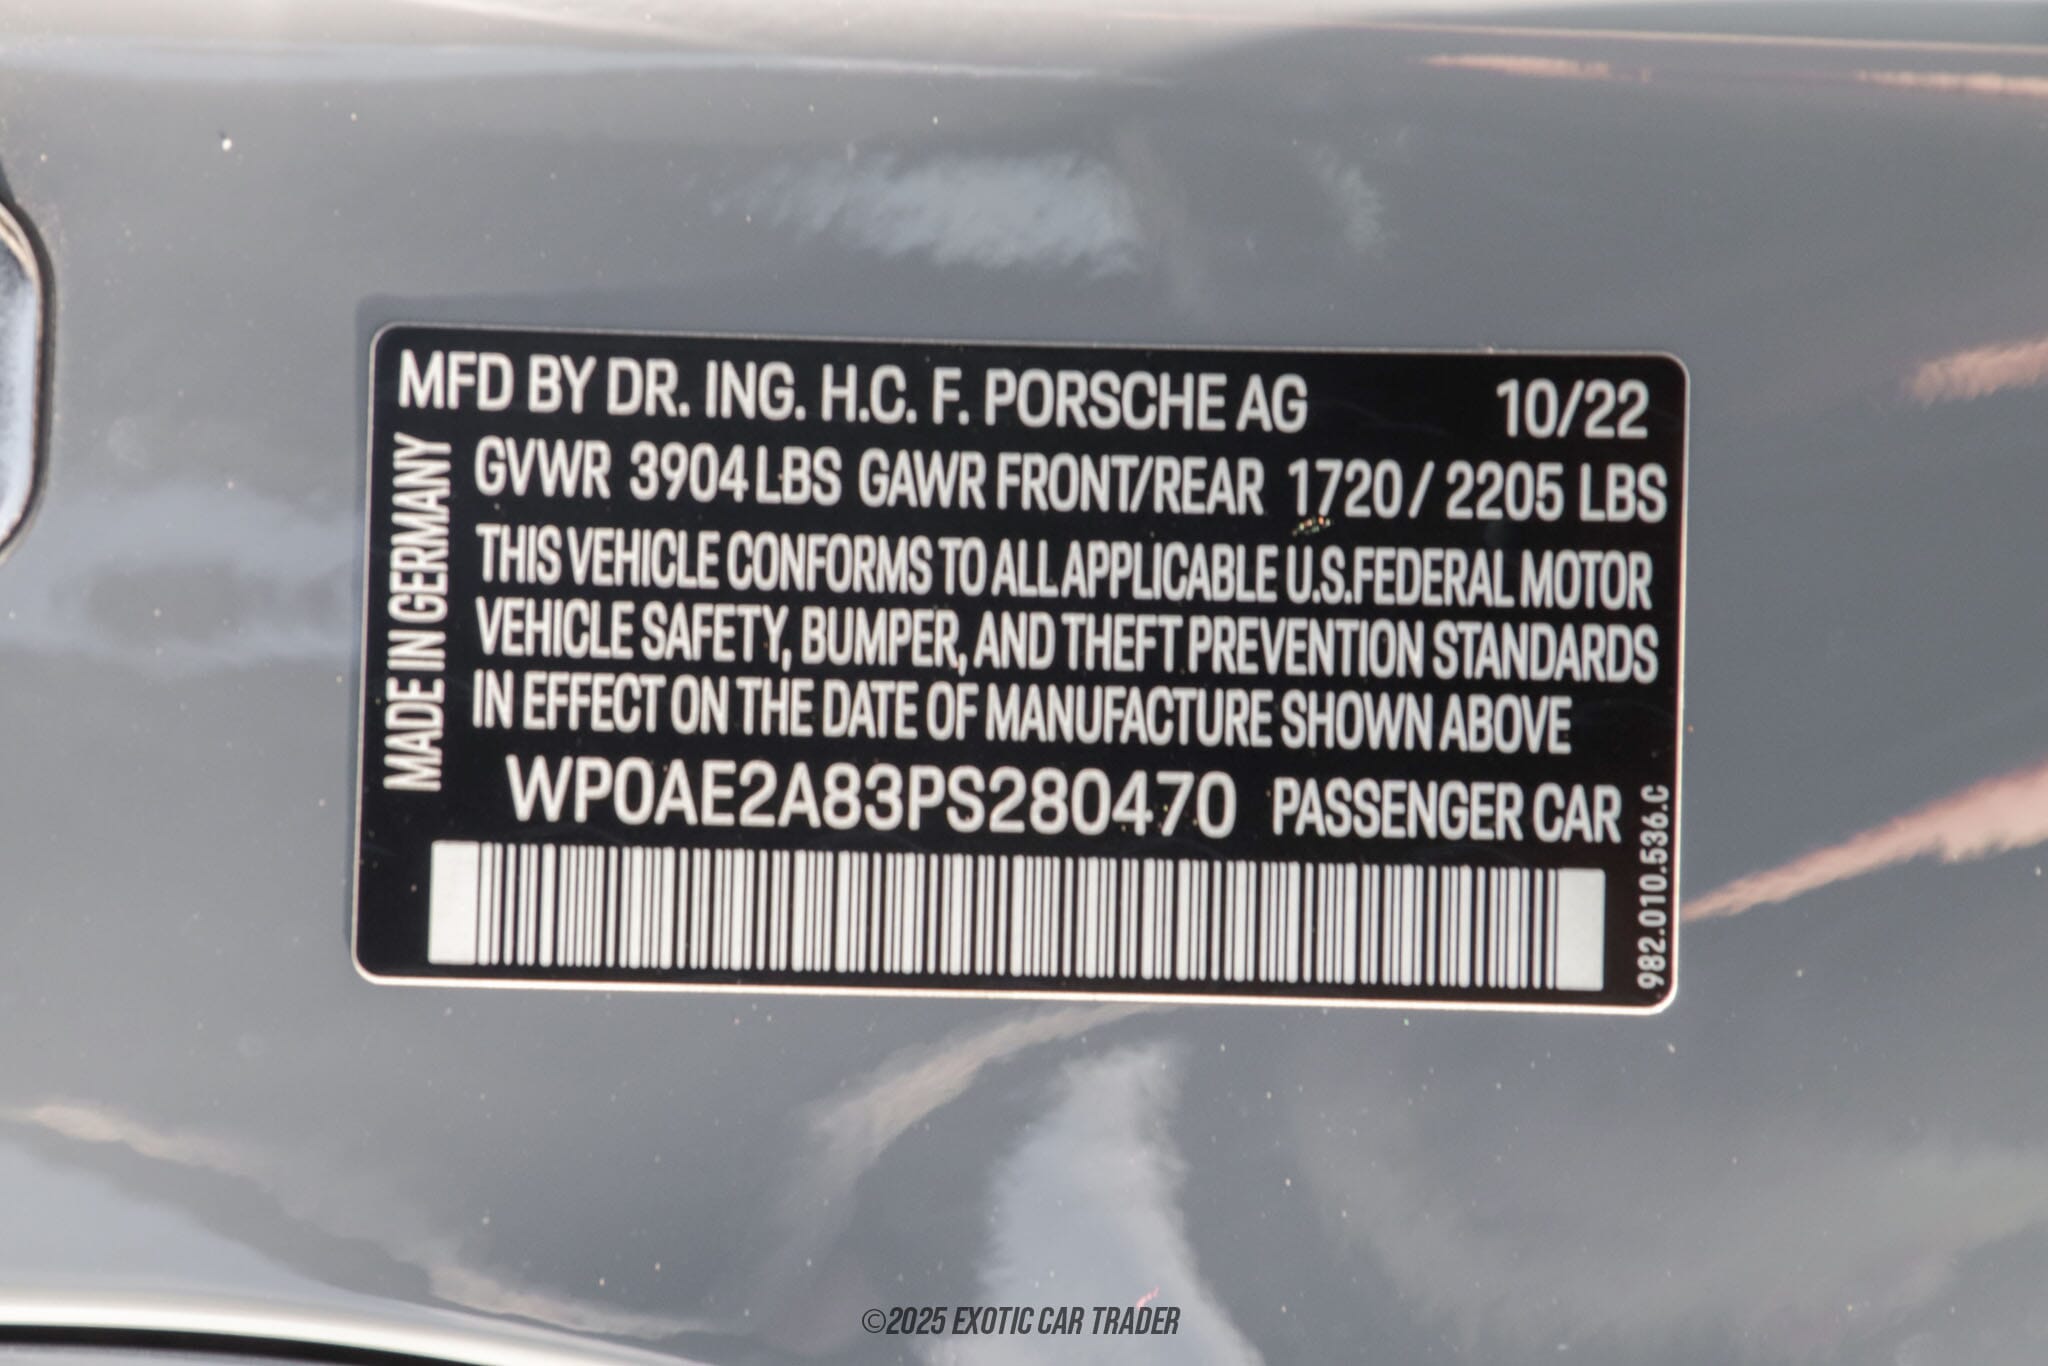 MFD BY DR. ING. H.C. F. PORSCHE AG 10/22
MADE IN GERMANY
GVWR 3904 LBS GAWR FRONT/REAR 1720 / 2205 LBS
THIS VEHICLE CONFORMS TO ALL APPLICABLE U.S.FEDERAL MOTOR
VEHICLE SAFETY, BUMPER, AND THEFT PREVENTION STANDARDS
IN EFFECT ON THE DATE OF MANUFACTURE SHOWN ABOVE
WP0AE2A83PS280470 PASSENGER CAR
982.010.536.C
©2025 EXOTIC CAR TRADER